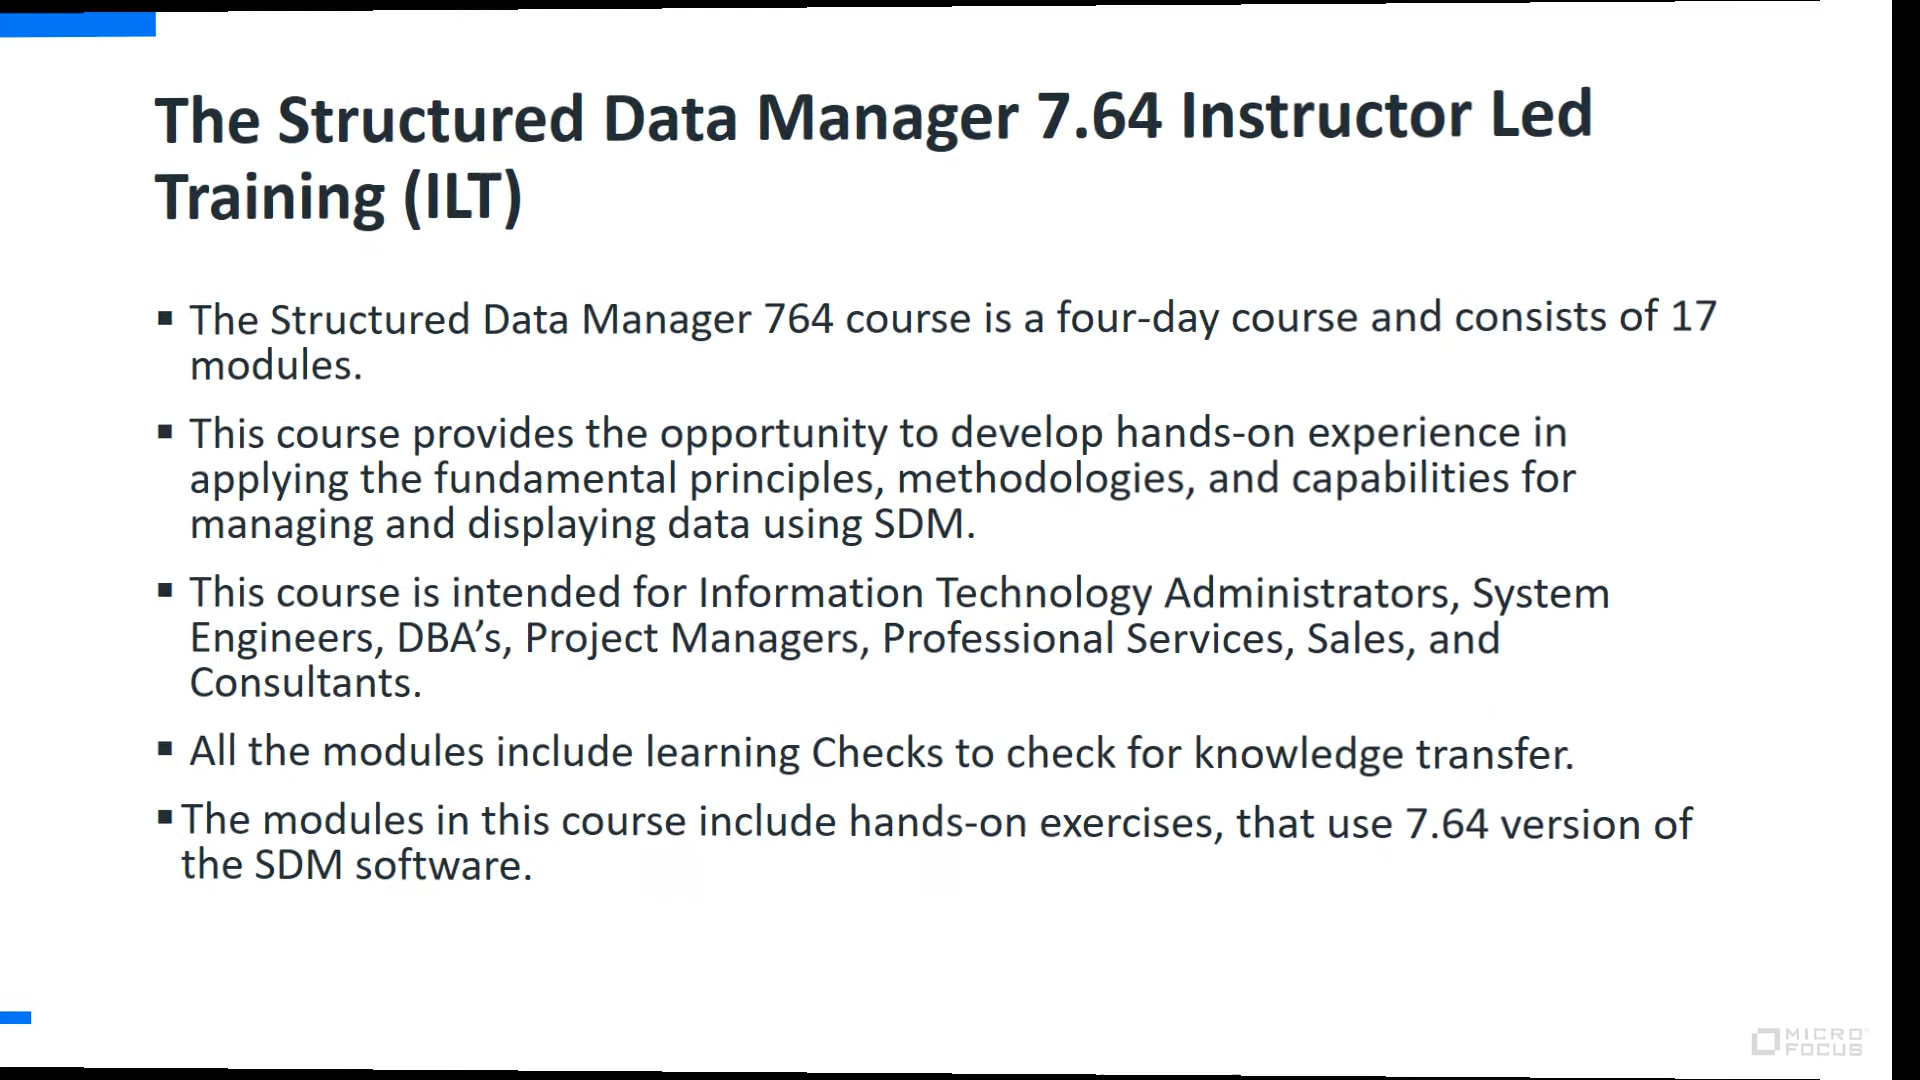 The Structured Data Manager 7.64 Instructor Led
Training (ILT)
▪ The Structured Data Manager 764 course is a four-day course and consists of 17
modules.
▪ This course provides the opportunity to develop hands-on experience in
applying the fundamental principles, methodologies, and capabilities for
managing and displaying data using SDM.
▪ This course is intended for Information Technology Administrators, System
Engineers, DBA’s, Project Managers, Professional Services, Sales, and
Consultants.
▪ All the modules include learning Checks to check for knowledge transfer.
▪ The modules in this course include hands-on exercises, that use 7.64 version of
the SDM software.
MICRO
FOCUS